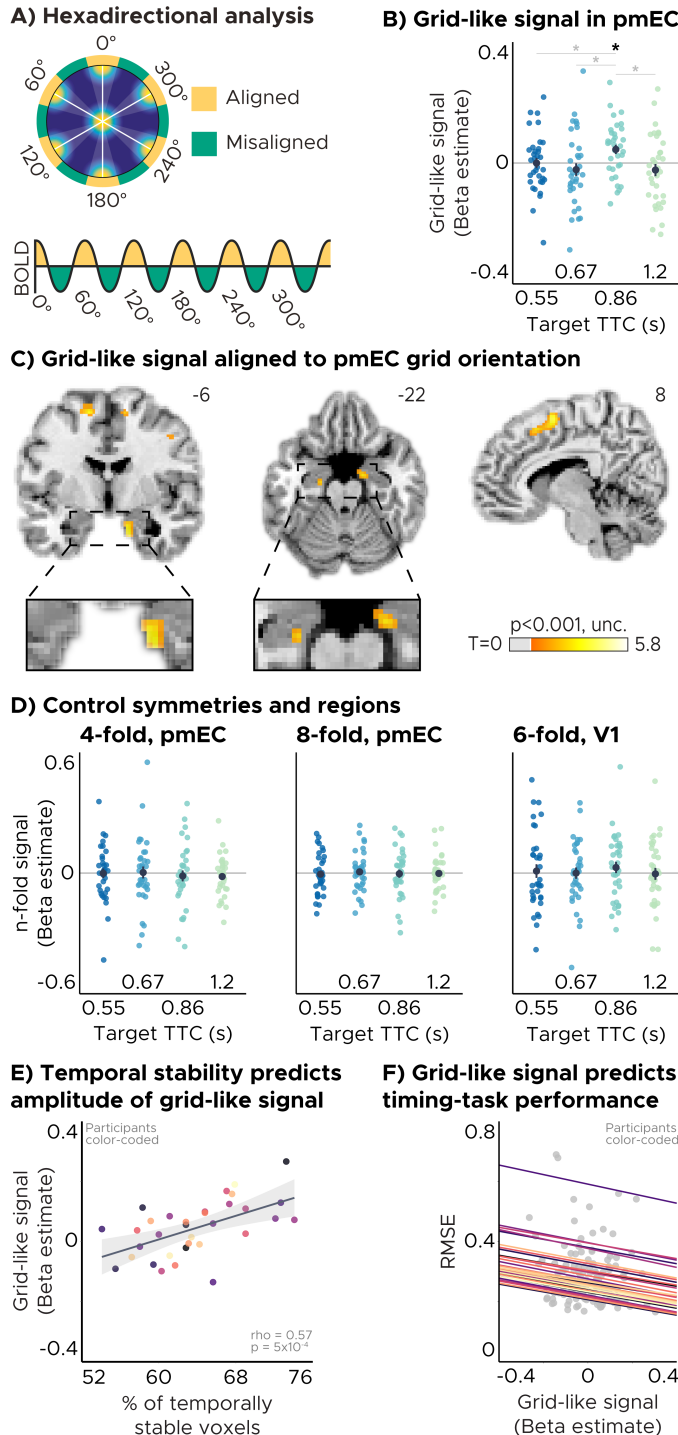 A) Hexadirectional analysis
0°
60°
300°
120°
240°
180°
Aligned
Misaligned
BOLD
0°
60°
120°
180°
240°
300°
B) Grid-like signal in pmEC
0.4
0
-0.4
Grid-like signal
(Beta estimate)
*
*
*
*
0.67
1.2
0.55
0.86
Target TTC (s)
C) Grid-like signal aligned to pmEC grid orientation
-6
-22
8
p<0.001, unc.
T=0
5.8
D) Control symmetries and regions
4-fold, pmEC
8-fold, pmEC
6-fold, V1
0.6
0
-0.6
n-fold signal
(Beta estimate)
0.67
1.2
0.55
0.86
Target TTC (s)
0.67
1.2
0.55
0.86
Target TTC (s)
0.67
1.2
0.55
0.86
Target TTC (s)
E) Temporal stability predicts
amplitude of grid-like signal
Participants
color-coded
0.4
0
-0.4
Grid-like signal
(Beta estimate)
rho = 0.57
p = 5x10⁻⁴
52
60
68
76
% of temporally
stable voxels
F) Grid-like signal predicts
timing-task performance
Participants
color-coded
0.8
0.4
0
RMSE
-0.4
0
0.4
Grid-like signal
(Beta estimate)